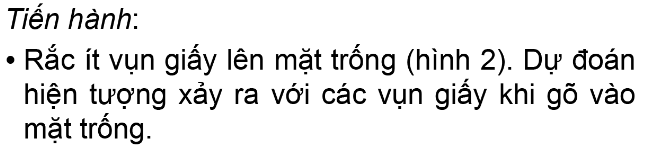 Tiến hành:
• Rắc ít vụn giấy lên mặt trống (hình 2). Dự đoán
hiện tượng xảy ra với các vụn giấy khi gõ vào
mặt trống.